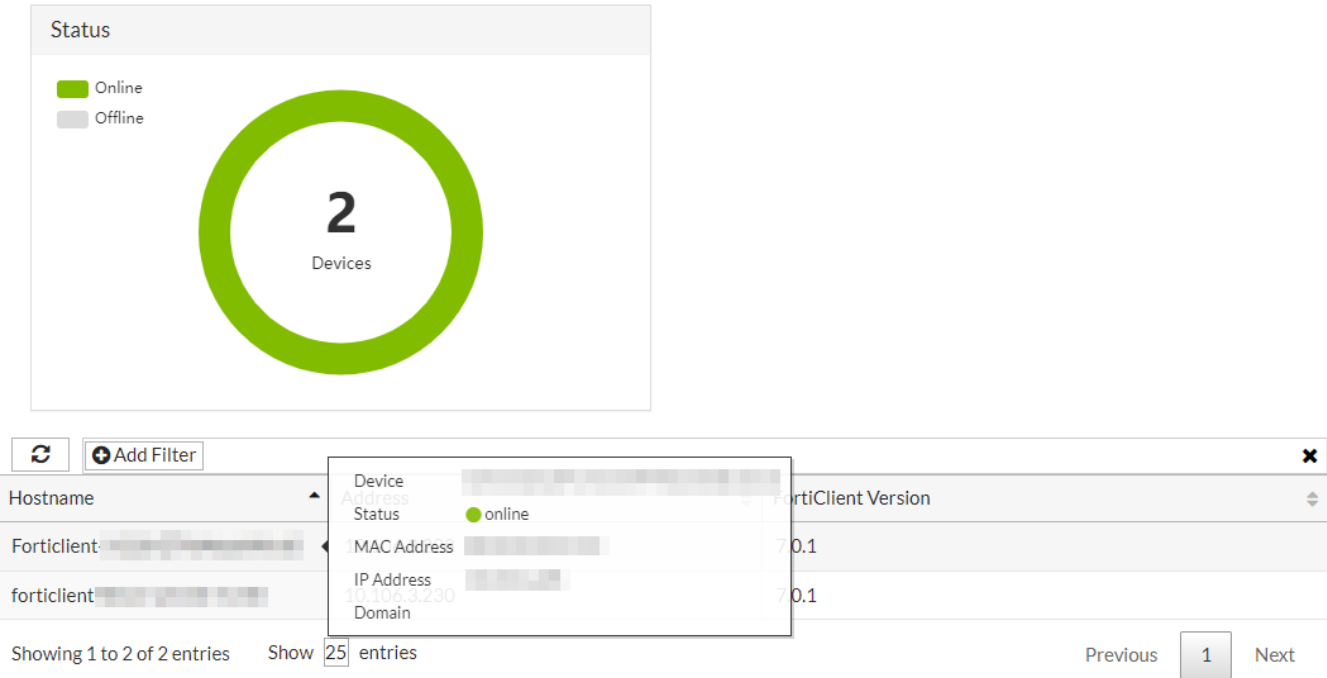 Status
Online
Offline
2
Devices
Add Filter
Device
Hostname
Address
FortiClient Version
Status
online
Forticlient-
MAC Address
7.0.1
IP Address
forticlient
10.106.3.230
7.0.1
Domain
Showing 1 to 2 of 2 entries
Show 25 entries
Previous
1
Next